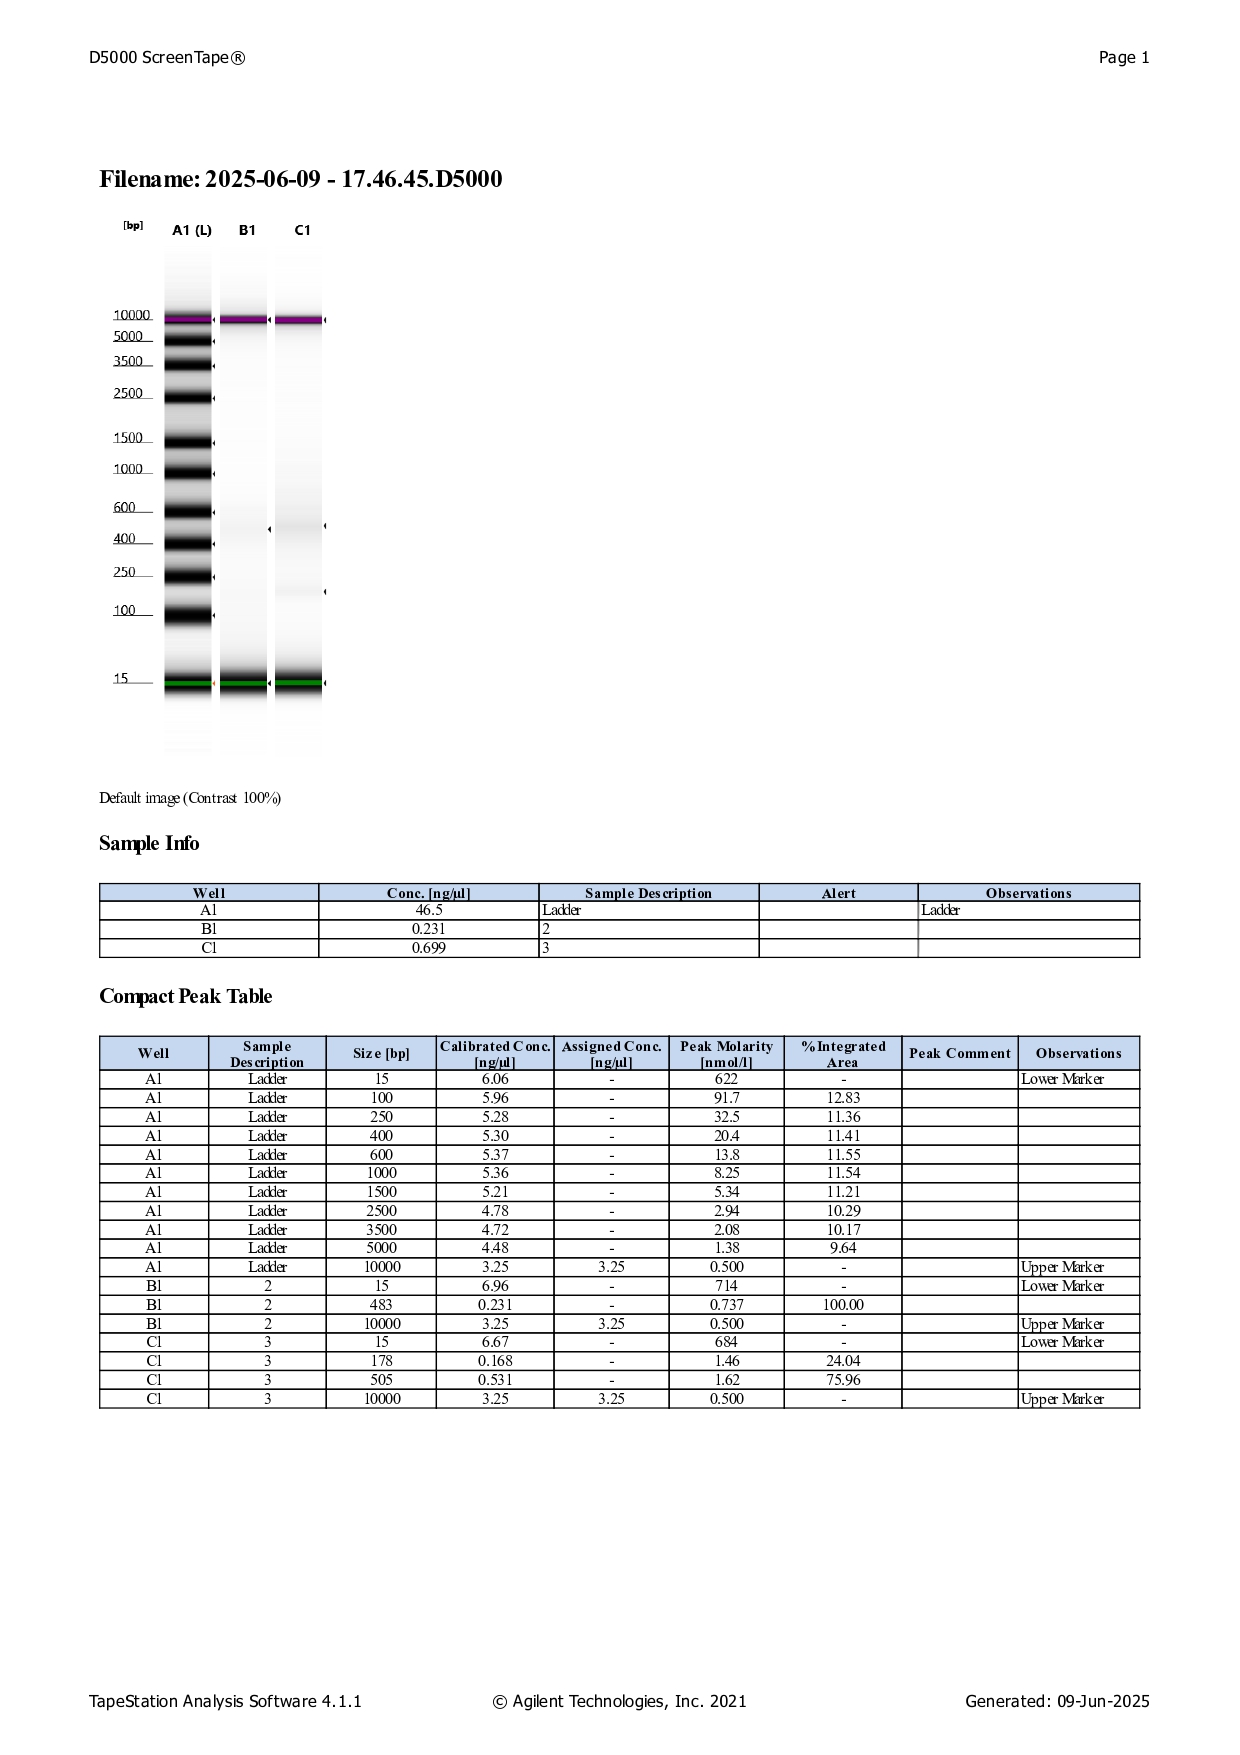 D5000 ScreenTape® Page 1
Filename: 2025-06-09 - 17.46.45.D5000
[bp] A1 (L) B1 C1
10000
5000
3500
2500
1500
1000
600
400
250
100
15
Default image (Contrast 100%)
Sample Info
Well Conc. [ng/µl] Sample Description Alert Observations
A1 46.5 Ladder Ladder
B1 0.231 2
C1 0.699 3
Compact Peak Table
Well Sample Description Size [bp] Calibrated Conc. [ng/µl] Assigned Conc. [ng/µl] Peak Molarity [nmol/l] % Integrated Area Peak Comment Observations
A1 Ladder 15 6.06 - 622 - Lower Marker
A1 Ladder 100 5.96 - 91.7 12.83
A1 Ladder 250 5.28 - 32.5 11.36
A1 Ladder 400 5.30 - 20.4 11.41
A1 Ladder 600 5.37 - 13.8 11.55
A1 Ladder 1000 5.36 - 8.25 11.54
A1 Ladder 1500 5.21 - 5.34 11.21
A1 Ladder 2500 4.78 - 2.94 10.29
A1 Ladder 3500 4.72 - 2.08 10.17
A1 Ladder 5000 4.48 - 1.38 9.64
A1 Ladder 10000 3.25 3.25 0.500 - Upper Marker
B1 2 15 6.96 - 714 - Lower Marker
B1 2 483 0.231 - 0.737 100.00
B1 2 10000 3.25 3.25 0.500 - Upper Marker
C1 3 15 6.67 - 684 - Lower Marker
C1 3 178 0.168 - 1.46 24.04
C1 3 505 0.531 - 1.62 75.96
C1 3 10000 3.25 3.25 0.500 - Upper Marker
TapeStation Analysis Software 4.1.1 © Agilent Technologies, Inc. 2021 Generated: 09-Jun-2025